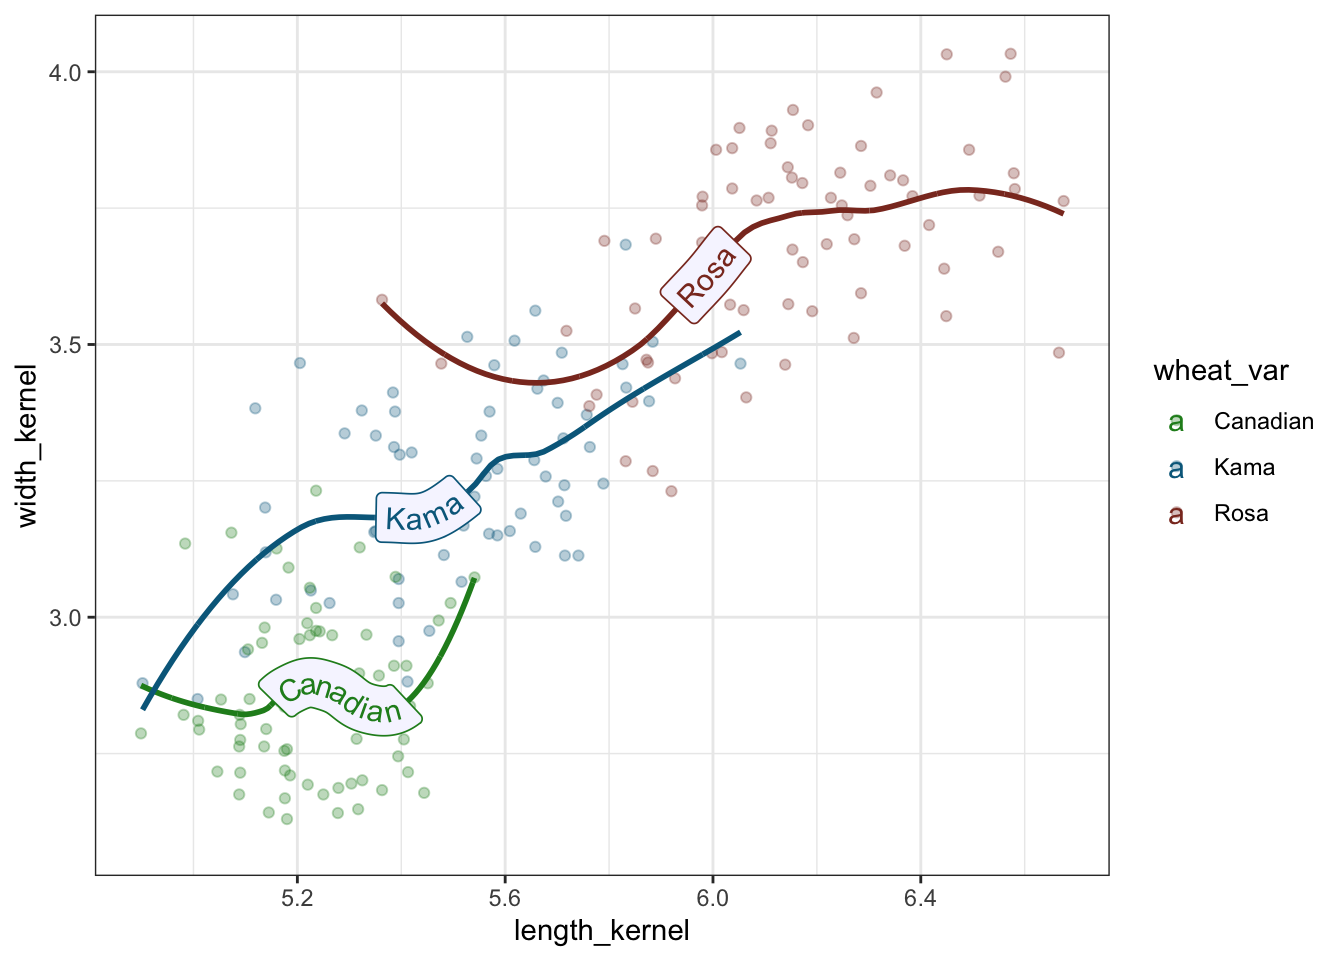 4.0
3.5
3.0
width_kernel
Rosa
Kama
Canadian
5.2 5.6 6.0 6.4
length_kernel
wheat_var
a Canadian
a Kama
a Rosa